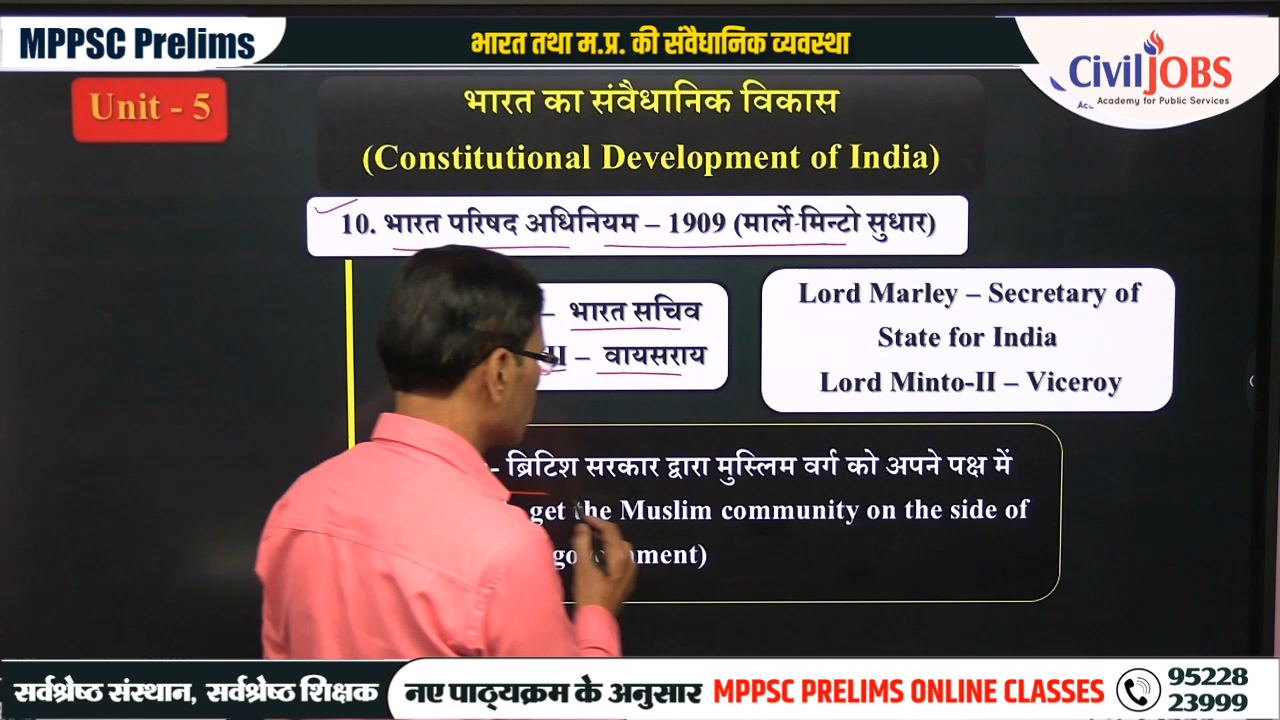 MPPSC Prelims
भारत तथा म.प्र. की संवैधानिक व्यवस्था
CivilJOBS
Academy for Public Services
Unit - 5
भारत का संवैधानिक विकास
(Constitutional Development of India)
10. भारत परिषद अधिनियम – 1909 (मार्ले-मिन्टो सुधार)
– भारत सचिव
II – वायसराय
Lord Marley – Secretary of
State for India
Lord Minto-II – Viceroy
- ब्रिटिश सरकार द्वारा मुस्लिम वर्ग को अपने पक्ष में
get the Muslim community on the side of
सर्वश्रेष्ठ संस्थान, सर्वश्रेष्ठ शिक्षक
नए पाठ्यक्रम के अनुसार MPPSC PRELIMS ONLINE CLASSES
95228
23999